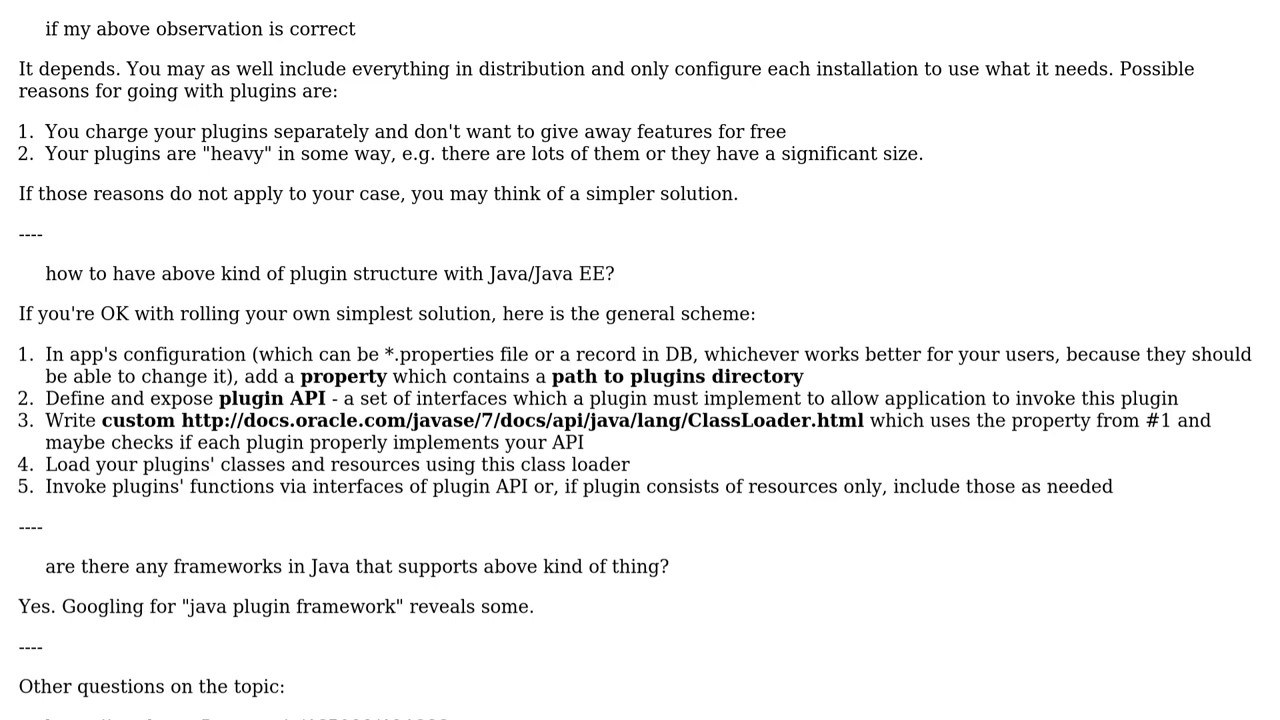 if my above observation is correct
It depends. You may as well include everything in distribution and only configure each installation to use what it needs. Possible
reasons for going with plugins are:
1. You charge your plugins separately and don't want to give away features for free
2. Your plugins are "heavy" in some way, e.g. there are lots of them or they have a significant size.
If those reasons do not apply to your case, you may think of a simpler solution.
----
how to have above kind of plugin structure with Java/Java EE?
If you're OK with rolling your own simplest solution, here is the general scheme:
1. In app's configuration (which can be *.properties file or a record in DB, whichever works better for your users, because they should
be able to change it), add a property which contains a path to plugins directory
2. Define and expose plugin API - a set of interfaces which a plugin must implement to allow application to invoke this plugin
3. Write custom http://docs.oracle.com/javase/7/docs/api/java/lang/ClassLoader.html which uses the property from #1 and
maybe checks if each plugin properly implements your API
4. Load your plugins' classes and resources using this class loader
5. Invoke plugins' functions via interfaces of plugin API or, if plugin consists of resources only, include those as needed
----
are there any frameworks in Java that supports above kind of thing?
Yes. Googling for "java plugin framework" reveals some.
----
Other questions on the topic: